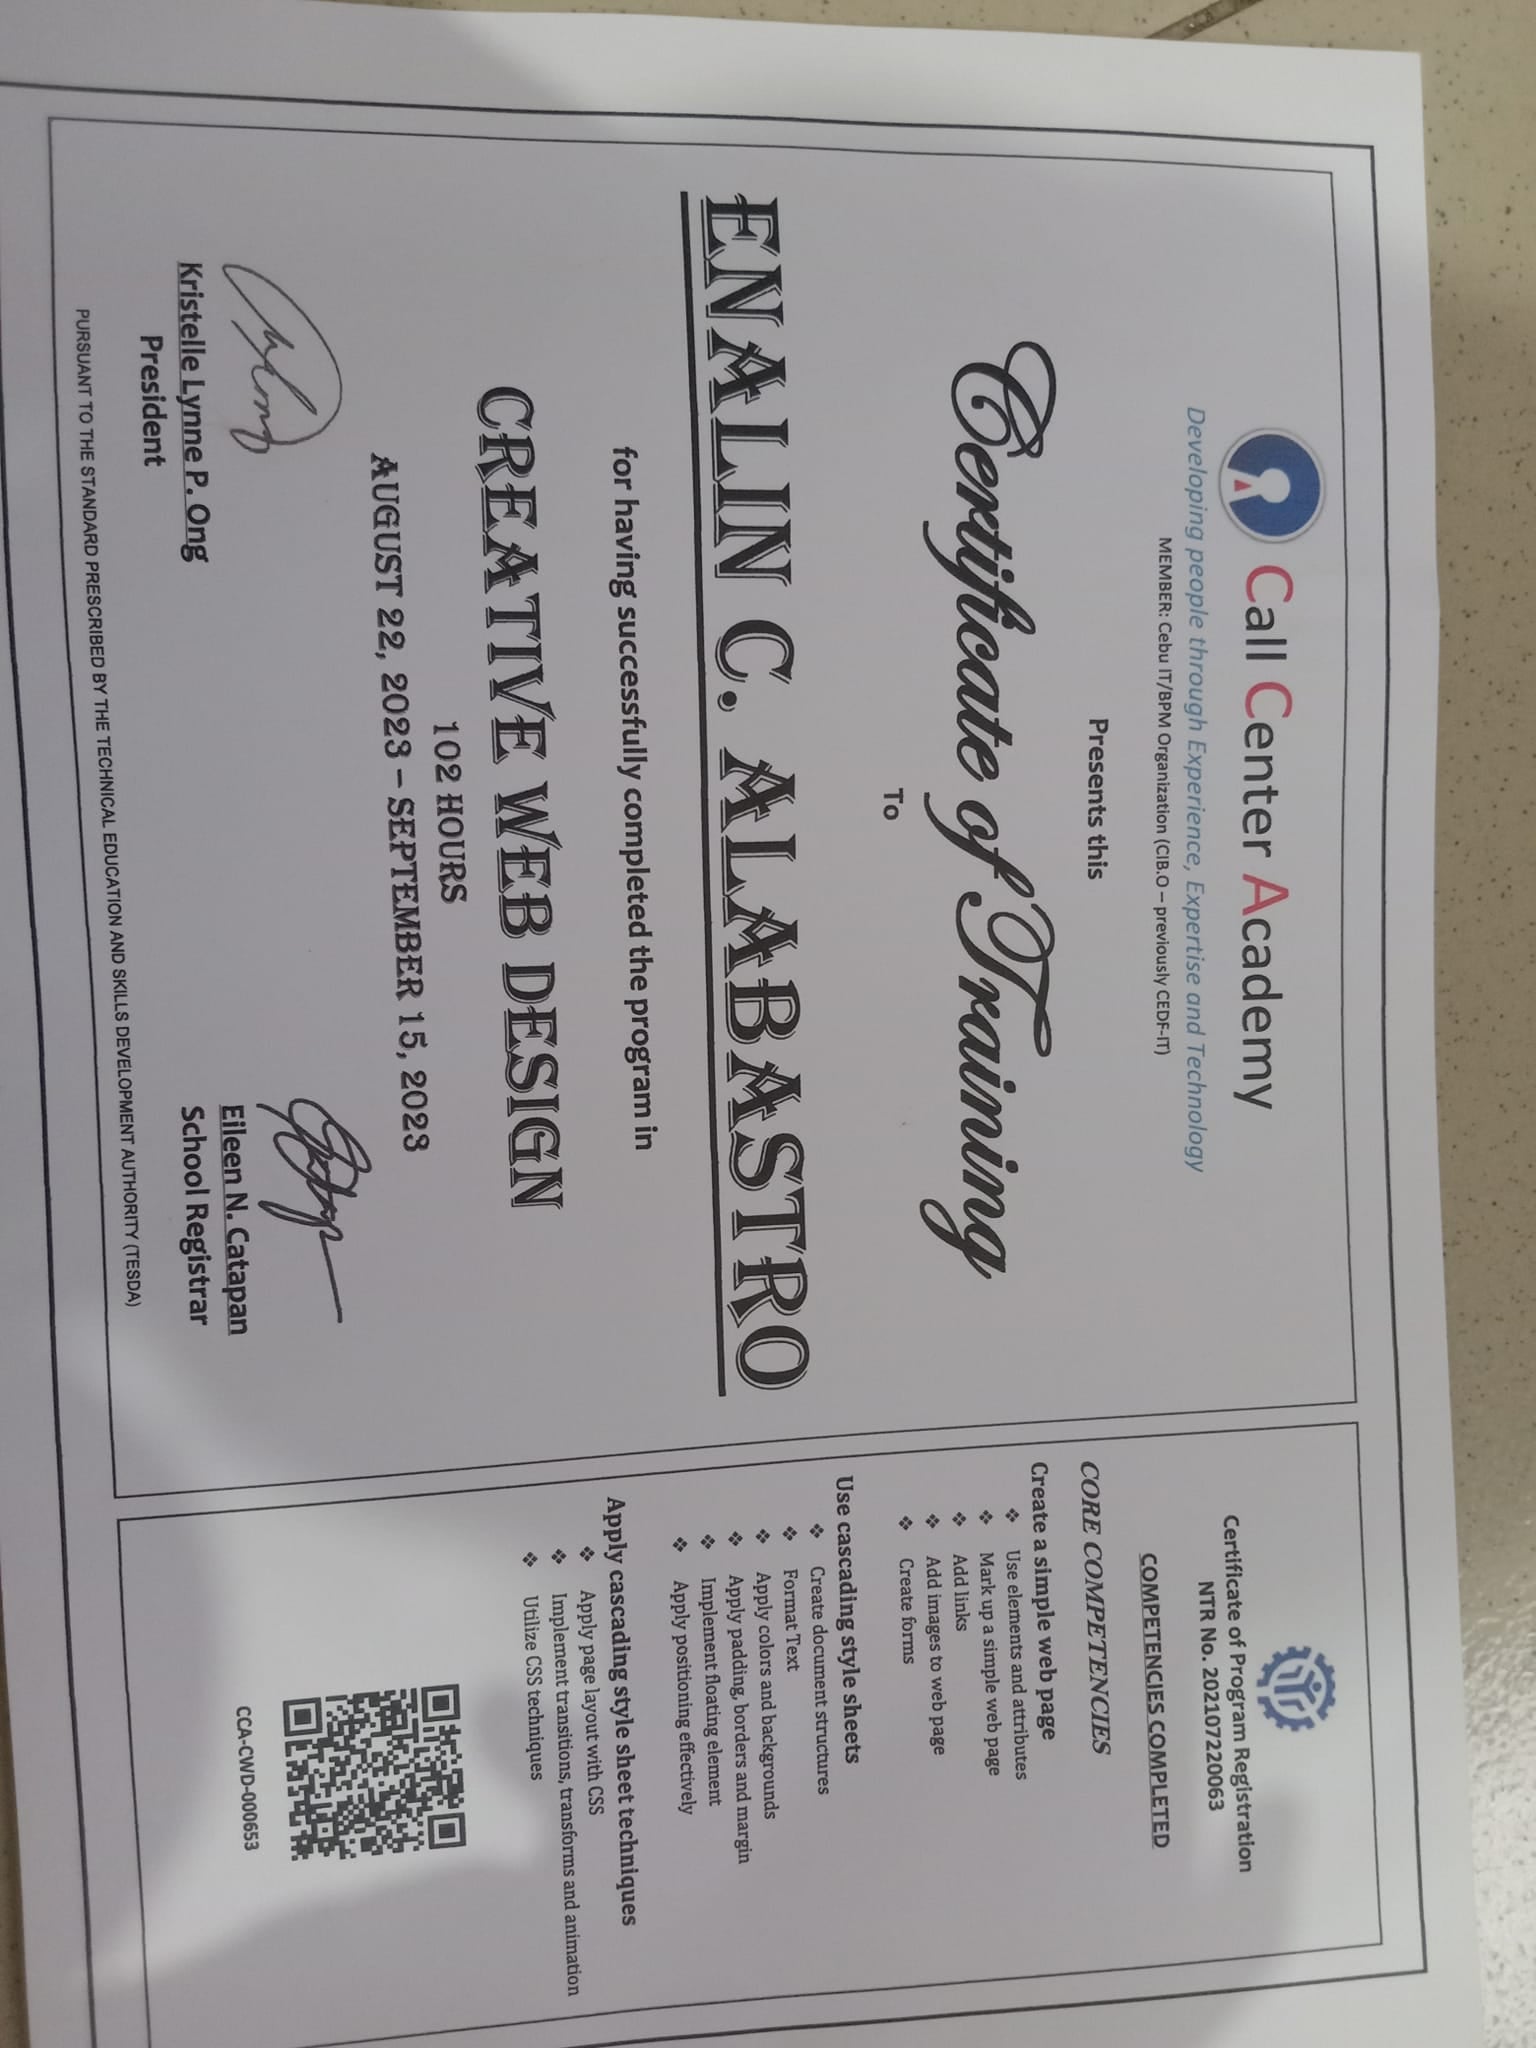 Call Center Academy
Developing people through Experience, Expertise and Technology
MEMBER: Cebu IT/BPM Organization (CIB.O – previously CEDF-IT)
Presents this
Certificate of Training
To
ENALIN C. ALABASTRO
for having successfully completed the program in
CREATIVE WEB DESIGN
102 HOURS
AUGUST 22, 2023 – SEPTEMBER 15, 2023
Kristelle Lynne P. Ong
President
Eileen N. Catapan
School Registrar
PURSUANT TO THE STANDARD PRESCRIBED BY THE TECHNICAL EDUCATION AND SKILLS DEVELOPMENT AUTHORITY (TESDA)
Certificate of Program Registration
NTR No. 202107220063
COMPETENCIES COMPLETED
CORE COMPETENCIES
Create a simple web page
❖ Use elements and attributes
❖ Mark up a simple web page
❖ Add links
❖ Add images to web page
❖ Create forms
Use cascading style sheets
❖ Create document structures
❖ Format Text
❖ Apply colors and backgrounds
❖ Apply padding, borders and margin
❖ Implement floating element
❖ Apply positioning effectively
Apply cascading style sheet techniques
❖ Apply page layout with CSS
❖ Implement transitions, transforms and animation
❖ Utilize CSS techniques
CCA-CWD-000653